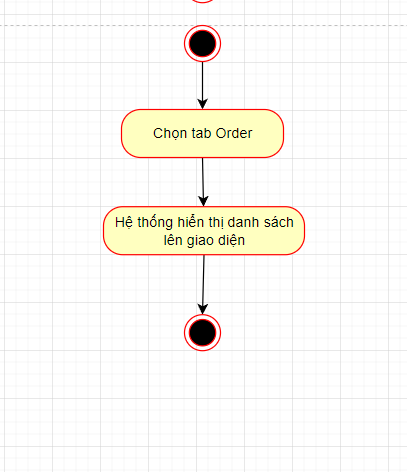 Chọn tab Order
Hệ thống hiển thị danh sách
lên giao diện